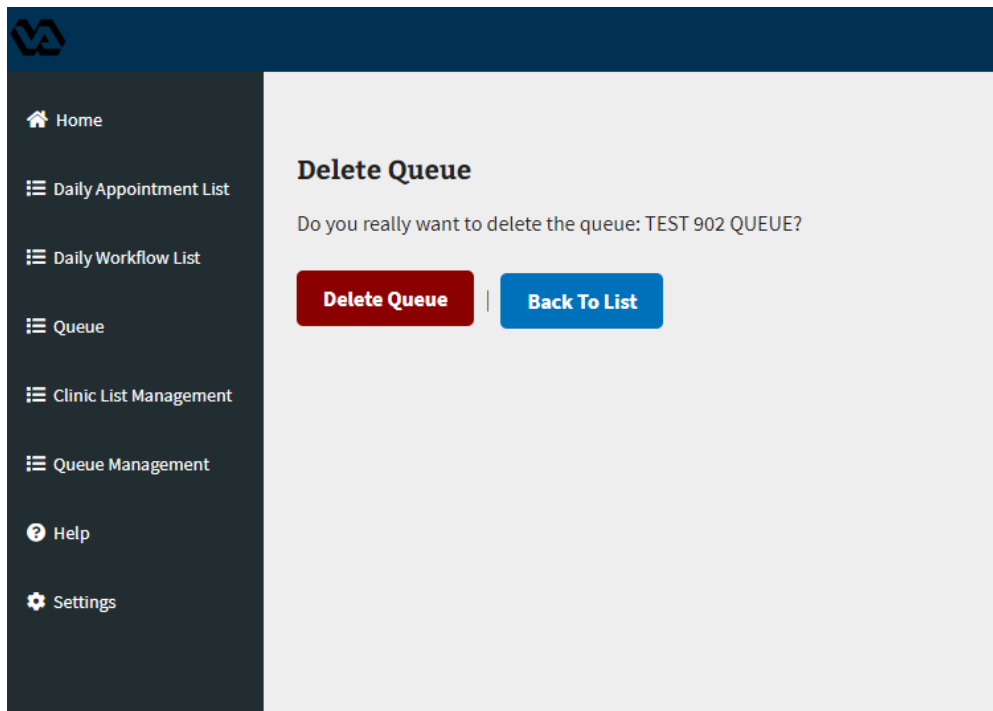 VA
Home
Daily Appointment List
Daily Workflow List
Queue
Clinic List Management
Queue Management
Help
Settings
Delete Queue
Do you really want to delete the queue: TEST 902 QUEUE?
Delete Queue | Back To List